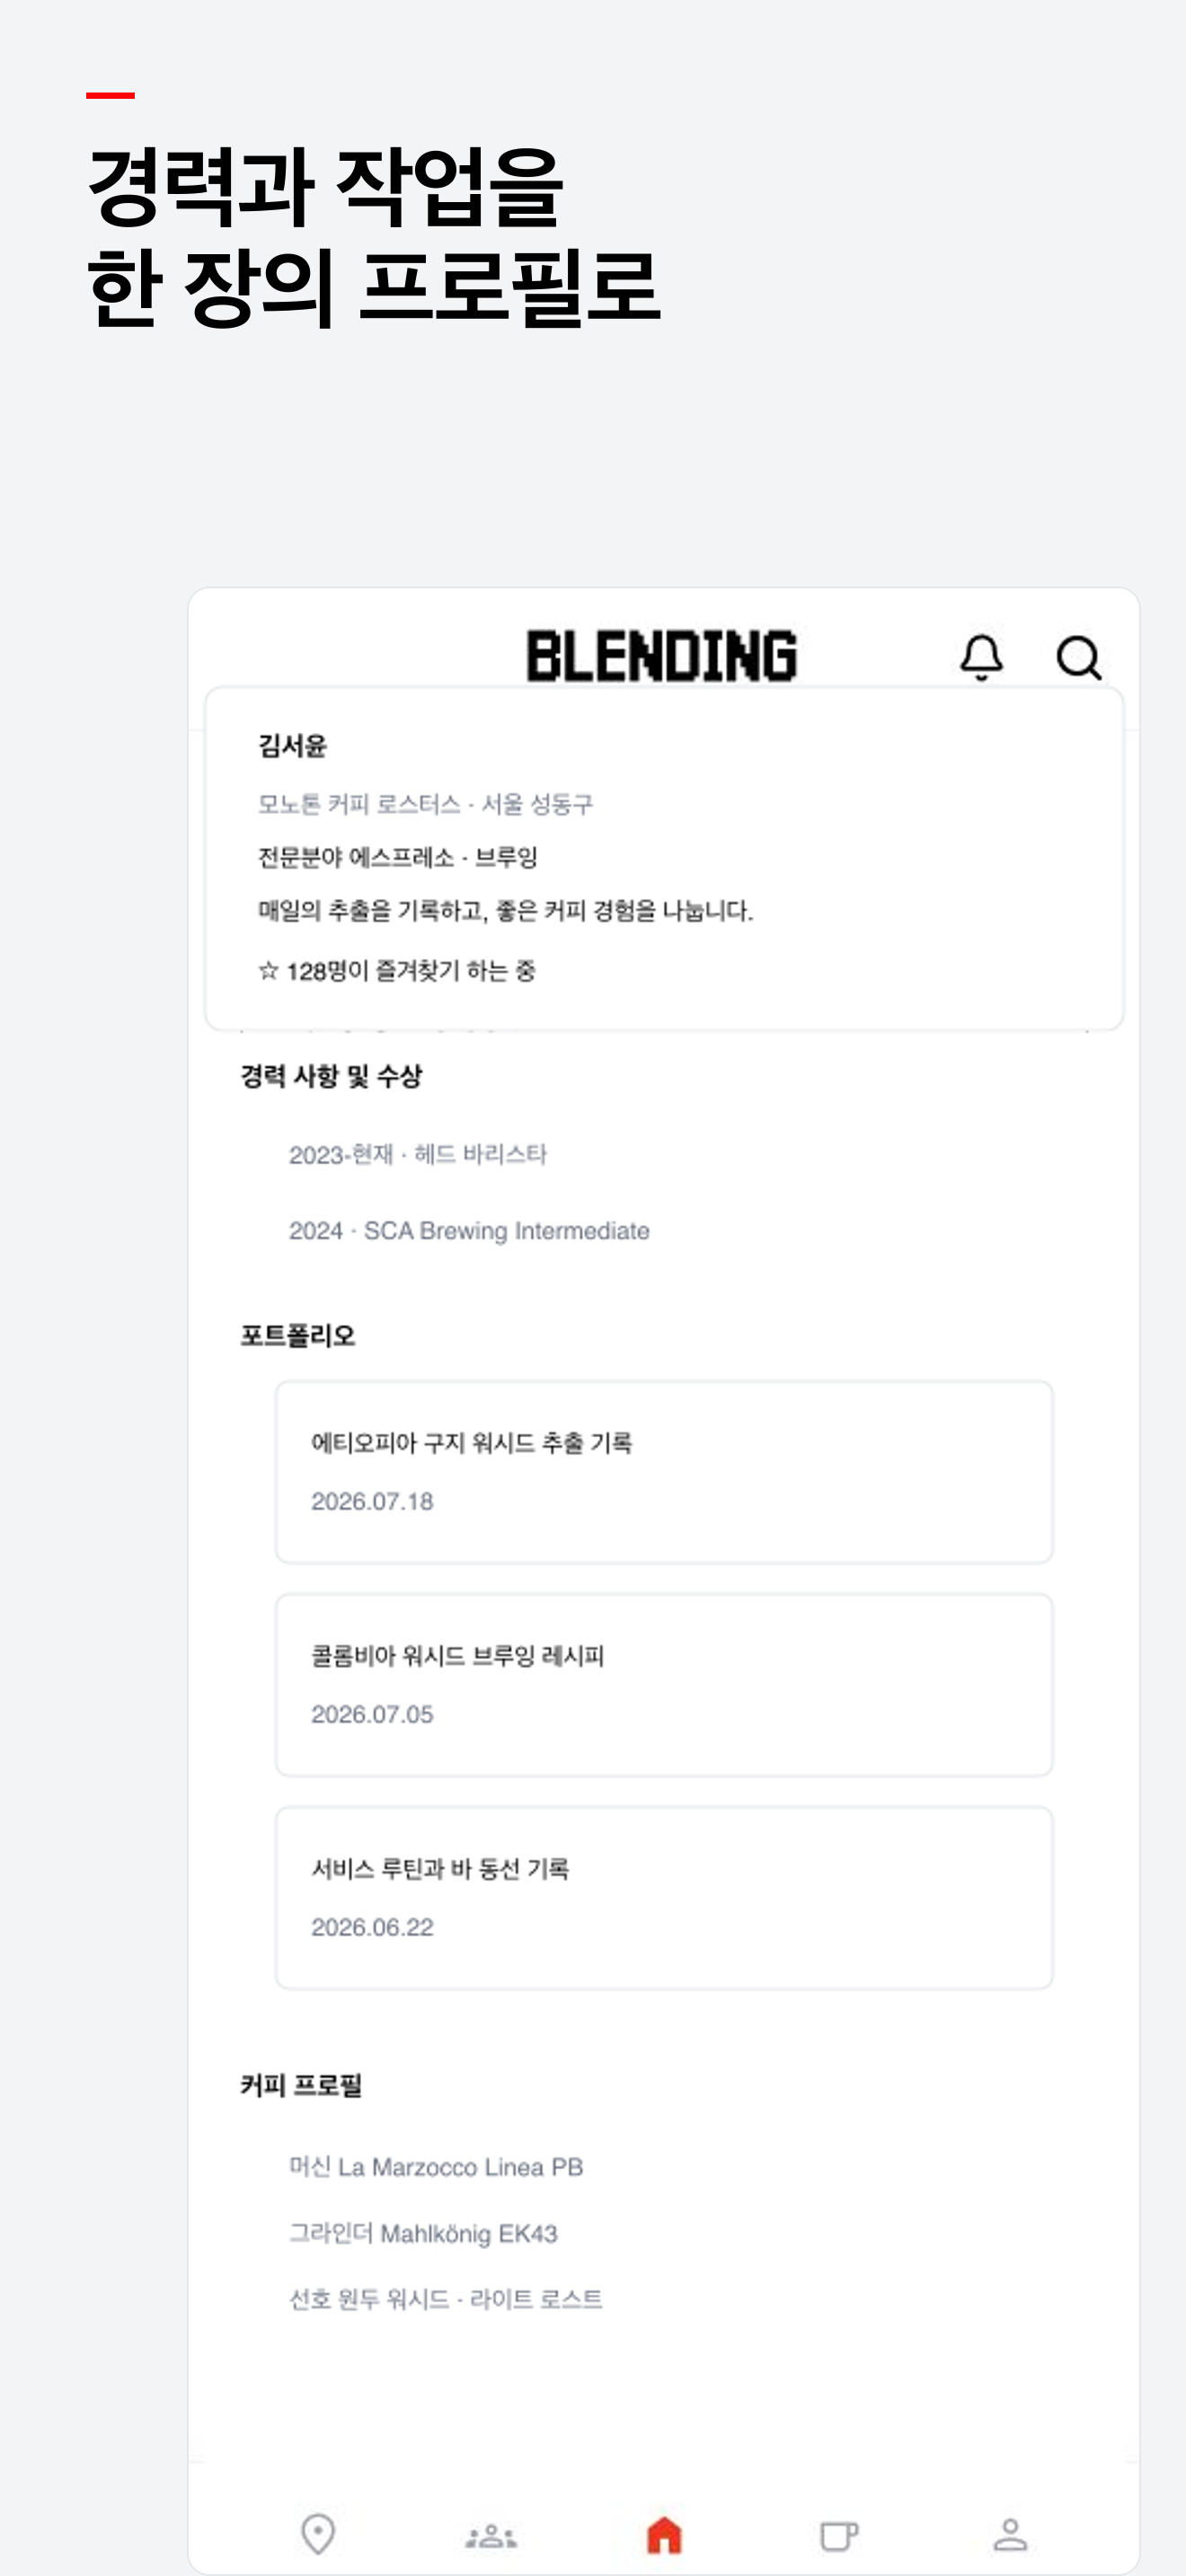 경력과 작업을
한 장의 프로필로
BLENDING
김서윤
모노톤 커피 로스터스 · 서울 성동구
전문분야 에스프레소 · 브루잉
매일의 추출을 기록하고, 좋은 커피 경험을 나눕니다.
☆ 128명이 즐겨찾기 하는 중
경력 사항 및 수상
2023-현재 · 헤드 바리스타
2024 · SCA Brewing Intermediate
포트폴리오
에티오피아 구지 워시드 추출 기록
2026.07.18
콜롬비아 워시드 브루잉 레시피
2026.07.05
서비스 루틴과 바 동선 기록
2026.06.22
커피 프로필
머신 La Marzocco Linea PB
그라인더 Mahlkönig EK43
선호 원두 워시드 · 라이트 로스트